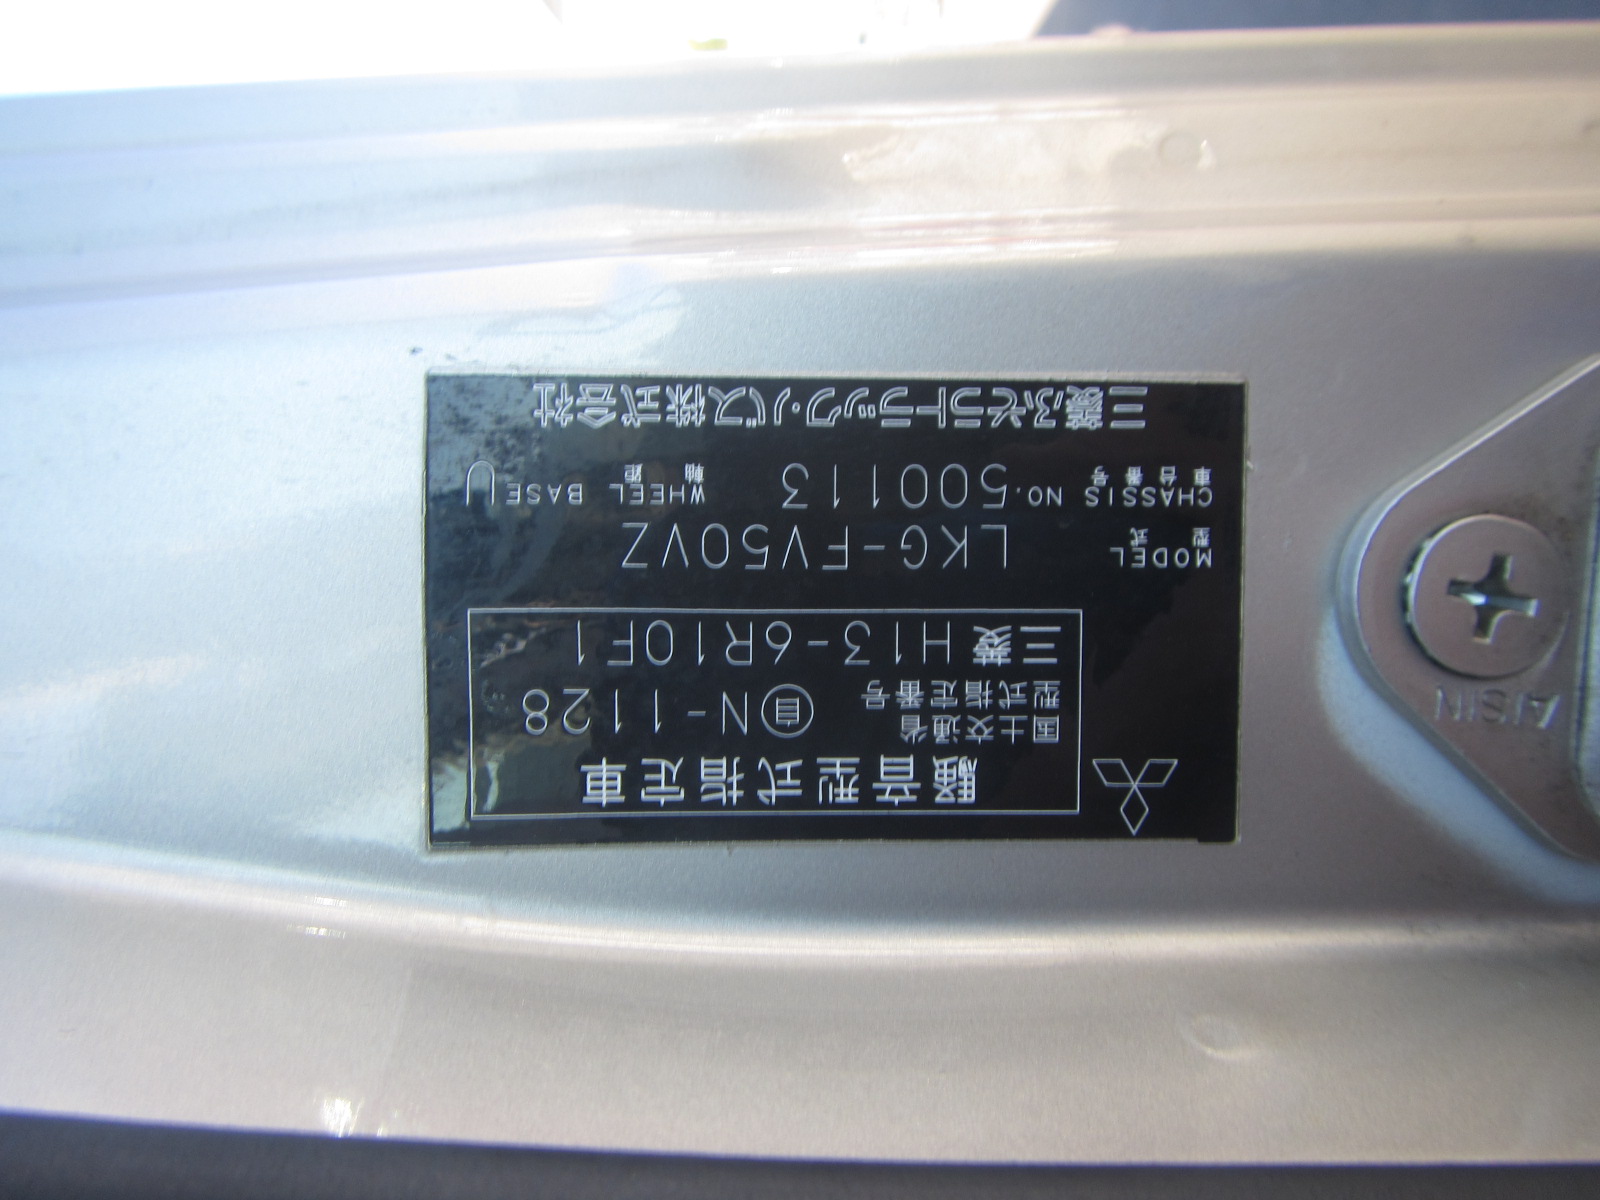 騒音型式指定車
国土交通省
型式指定番号
自N-1128
三菱 H13-6R10F1
MODEL
型式
LKG-FV50VZ
CHASSIS NO.
車台番号
500113
WHEEL BASE
軸距
U
三菱ふそうトラック・バス株式会社
AISIN